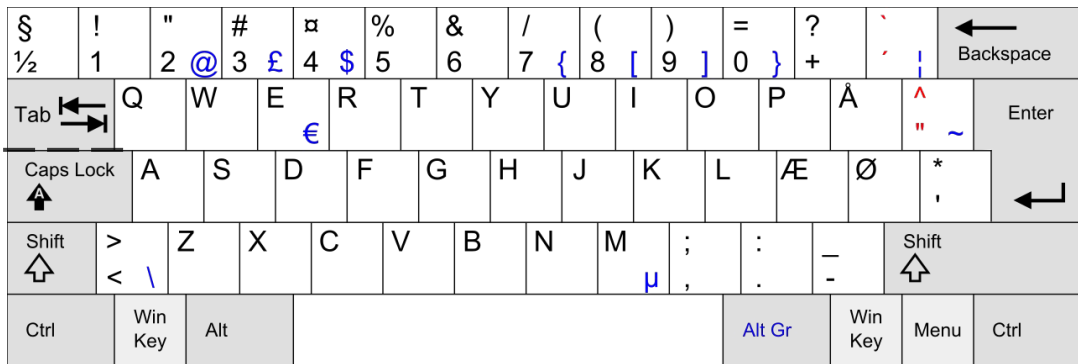 § ! " # ¤ % & / ( ) = ? `
½ 1 2 @ 3 £ 4 $ 5 6 7 { 8 [ 9 ] 0 } + ´ ¦ Backspace
Tab Q W E R T Y U I O P Å ^ Enter
€ " ~
Caps Lock A S D F G H J K L Æ Ø *
A '
Shift > Z X C V B N M ; : _ Shift
< \ µ , . -
Ctrl Win Key Alt Alt Gr Win Key Menu Ctrl